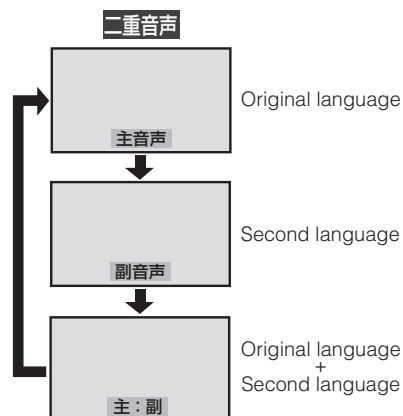 二重音声
主音声
Original language
副音声
Second language
主：副
Original language
+
Second language